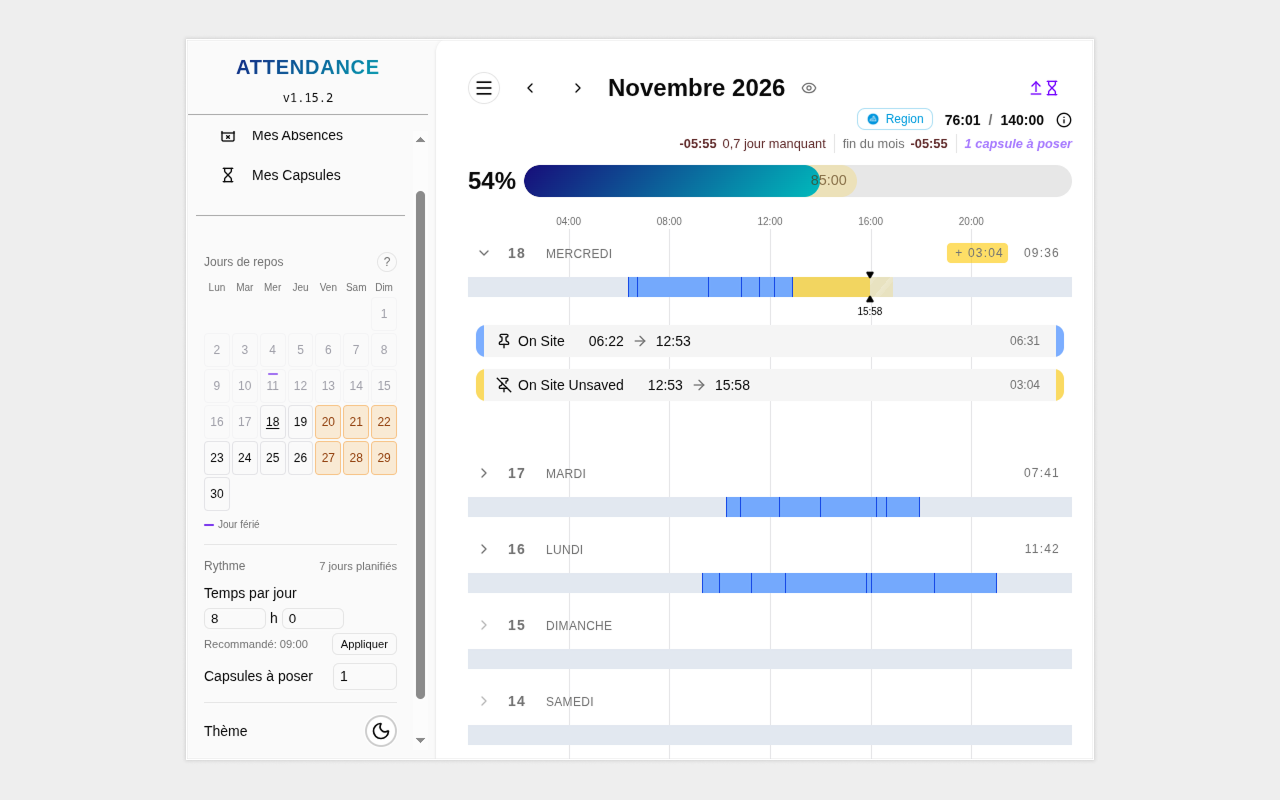 ATTENDANCE
v1.15.2
Mes Absences
Mes Capsules
Jours de repos
?
Lun Mar Mer Jeu Ven Sam Dim
1
2 3 4 5 6 7 8
9 10 11 12 13 14 15
16 17 18 19 20 21 22
23 24 25 26 27 28 29
30
Jour férié
Rythme
7 jours planifiés
Temps par jour
8 h 0
Recommandé: 09:00
Appliquer
Capsules à poser
1
Thème
Novembre 2026
Region
76:01 / 140:00
-05:55 0,7 jour manquant
fin du mois -05:55
1 capsule à poser
54%
85:00
04:00 08:00 12:00 16:00 20:00
18 MERCREDI
+ 03:04
09:36
15:58
On Site 06:22 12:53
06:31
On Site Unsaved 12:53 15:58
03:04
17 MARDI
07:41
16 LUNDI
11:42
15 DIMANCHE
14 SAMEDI